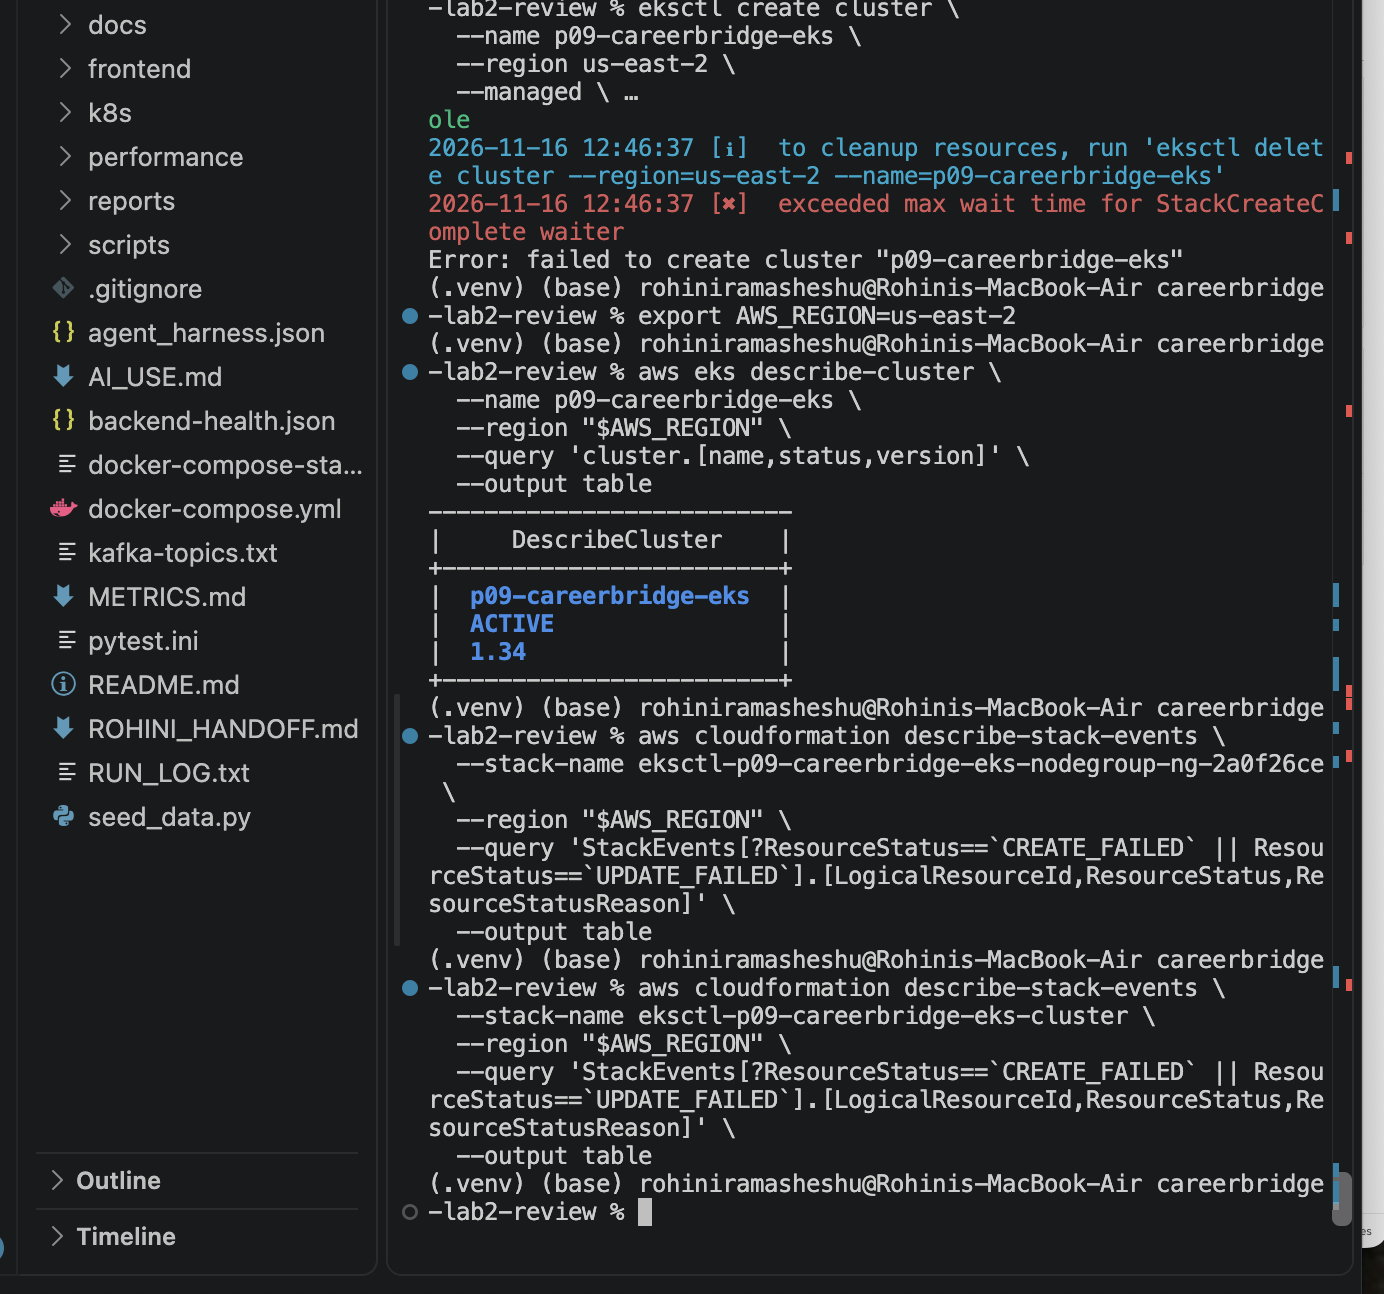 docs
frontend
k8s
performance
reports
scripts
.gitignore
{} agent_harness.json
AI_USE.md
{} backend-health.json
docker-compose-sta...
docker-compose.yml
kafka-topics.txt
METRICS.md
pytest.ini
README.md
ROHINI_HANDOFF.md
RUN_LOG.txt
seed_data.py
Outline
Timeline
-lab2-review % eksctl create cluster \
--name p09-careerbridge-eks \
--region us-east-2 \
--managed \ …
ole
2026-11-16 12:46:37 [ℹ]  to cleanup resources, run 'eksctl delet
e cluster --region=us-east-2 --name=p09-careerbridge-eks'
2026-11-16 12:46:37 [✖]  exceeded max wait time for StackCreateC
omplete waiter
Error: failed to create cluster "p09-careerbridge-eks"
(.venv) (base) rohiniramasheshu@Rohinis-MacBook-Air careerbridge
-lab2-review % export AWS_REGION=us-east-2
(.venv) (base) rohiniramasheshu@Rohinis-MacBook-Air careerbridge
-lab2-review % aws eks describe-cluster \
--name p09-careerbridge-eks \
--region "$AWS_REGION" \
--query 'cluster.[name,status,version]' \
--output table
--------------------------
|     DescribeCluster    |
+------------------------+
|  p09-careerbridge-eks  |
|  ACTIVE                |
|  1.34                  |
+------------------------+
(.venv) (base) rohiniramasheshu@Rohinis-MacBook-Air careerbridge
-lab2-review % aws cloudformation describe-stack-events \
--stack-name eksctl-p09-careerbridge-eks-nodegroup-ng-2a0f26ce
\
--region "$AWS_REGION" \
--query 'StackEvents[?ResourceStatus==`CREATE_FAILED` || Resou
rceStatus==`UPDATE_FAILED`].[LogicalResourceId,ResourceStatus,Re
sourceStatusReason]' \
--output table
(.venv) (base) rohiniramasheshu@Rohinis-MacBook-Air careerbridge
-lab2-review % aws cloudformation describe-stack-events \
--stack-name eksctl-p09-careerbridge-eks-cluster \
--region "$AWS_REGION" \
--query 'StackEvents[?ResourceStatus==`CREATE_FAILED` || Resou
rceStatus==`UPDATE_FAILED`].[LogicalResourceId,ResourceStatus,Re
sourceStatusReason]' \
--output table
(.venv) (base) rohiniramasheshu@Rohinis-MacBook-Air careerbridge
-lab2-review %
es